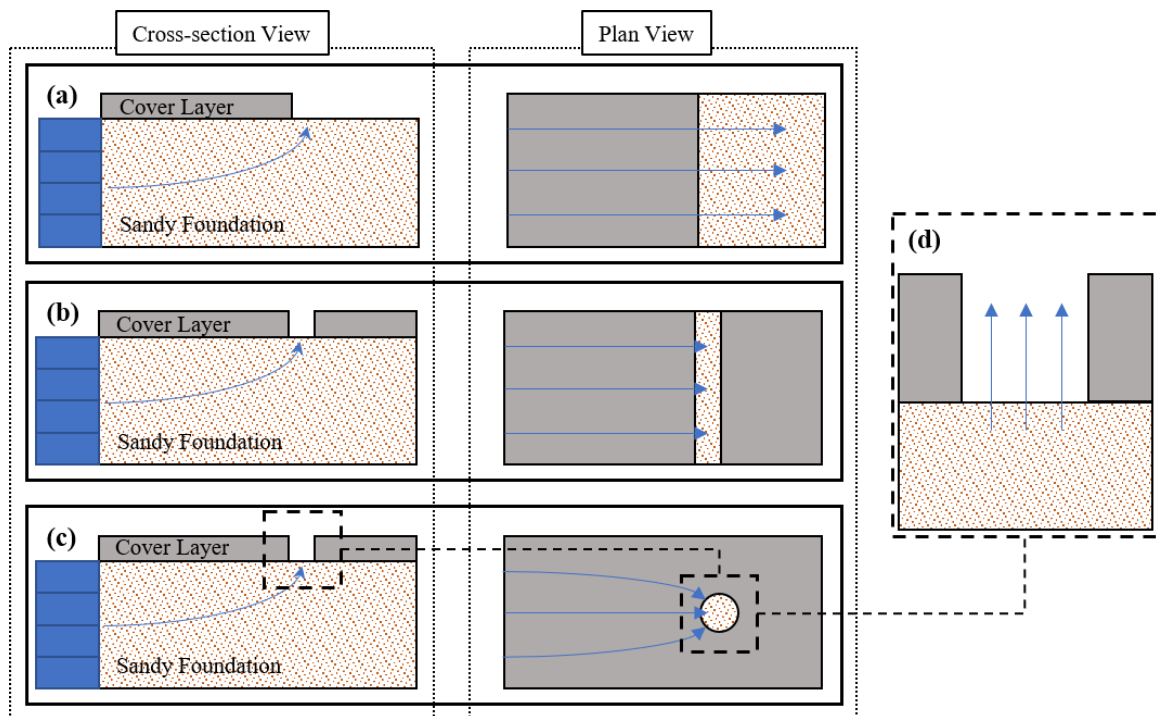 Cross-section View
Plan View
(a)
Cover Layer
Sandy Foundation
(b)
Cover Layer
Sandy Foundation
(c)
Cover Layer
Sandy Foundation
(d)